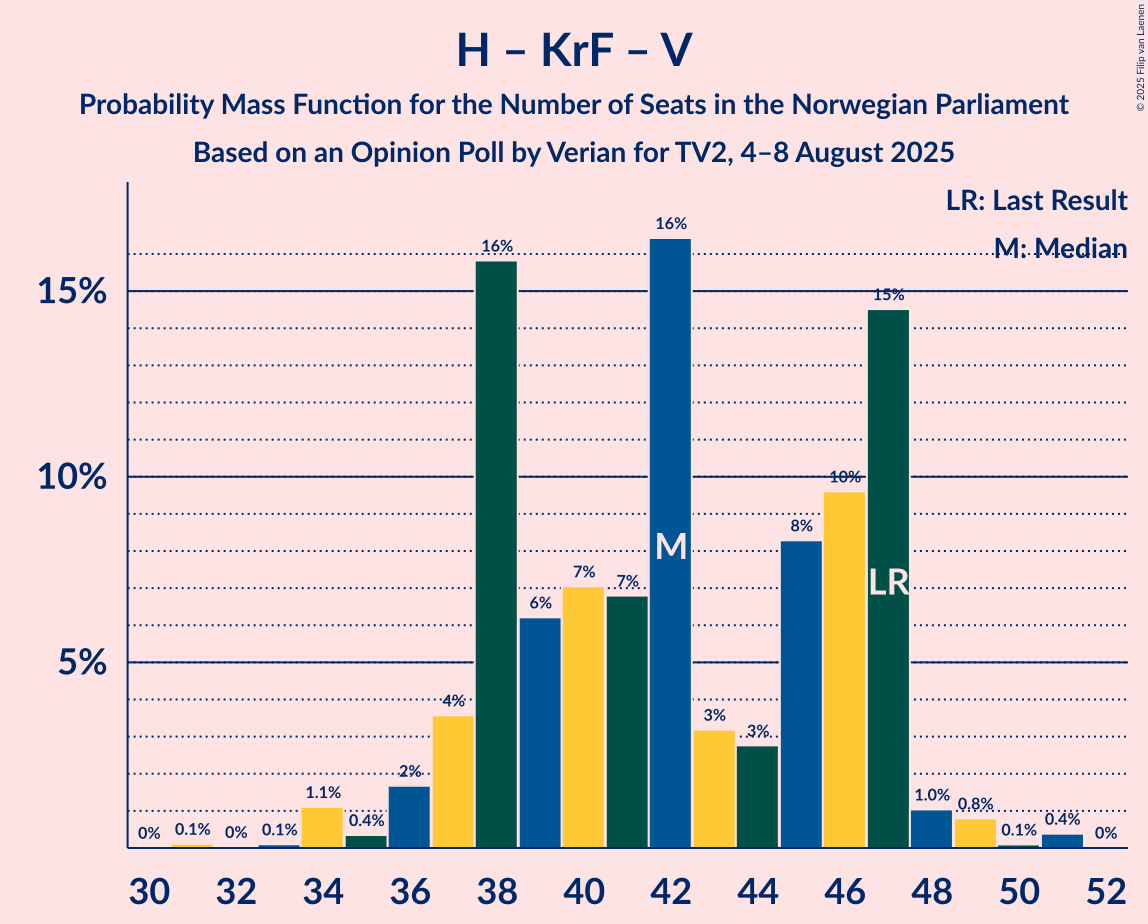 H – KrF – V
Probability Mass Function for the Number of Seats in the Norwegian Parliament
Based on an Opinion Poll by Verian for TV2, 4–8 August 2025
© 2025 Filip van Laenen
LR: Last Result
M: Median
15%
10%
5%
0%
0.1%
0%
0.1%
1.1%
0.4%
2%
4%
16%
6%
7%
7%
16%
3%
3%
8%
10%
15%
1.0%
0.8%
0.1%
0.4%
0%
M
LR
30 32 34 36 38 40 42 44 46 48 50 52